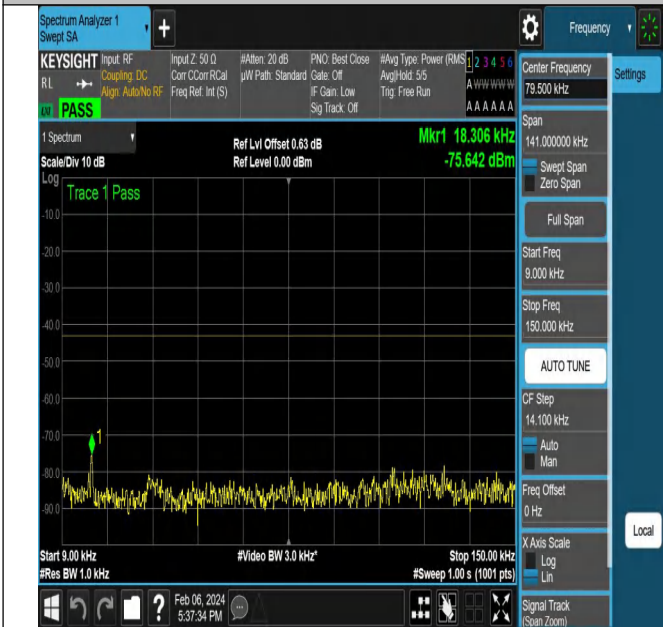 Spectrum Analyzer 1
Swept SA
+
Frequency
KEYSIGHT
RL
LXI
PASS
Input: RF
Coupling: DC
Align: Auto/No RF
Input Z: 50 Ω
Corr CCorr RCal
Freq Ref: Int (S)
#Atten: 20 dB
µW Path: Standard
PNO: Best Close
Gate: Off
IF Gain: Low
Sig Track: Off
#Avg Type: Power (RMS
Avg|Hold: 5/5
Trig: Free Run
1 2 3 4 5 6
A W W W W W
A A A A A A
Center Frequency
79.500 kHz
Settings
Span
141.000000 kHz
Swept Span
Zero Span
Full Span
Start Freq
9.000 kHz
Stop Freq
150.000 kHz
AUTO TUNE
CF Step
14.100 kHz
Auto
Man
Freq Offset
0 Hz
X Axis Scale
Log
Lin
Signal Track
(Span Zoom)
Local
1 Spectrum
Scale/Div 10 dB
Log
Ref Lvl Offset 0.63 dB
Ref Level 0.00 dBm
Mkr1 18.306 kHz
-75.642 dBm
Trace 1 Pass
-10.0
-20.0
-30.0
-40.0
-50.0
-60.0
-70.0
-80.0
-90.0
1
Start 9.00 kHz
#Res BW 1.0 kHz
#Video BW 3.0 kHz*
Stop 150.00 kHz
#Sweep 1.00 s (1001 pts)
?
Feb 06, 2024
5:37:34 PM